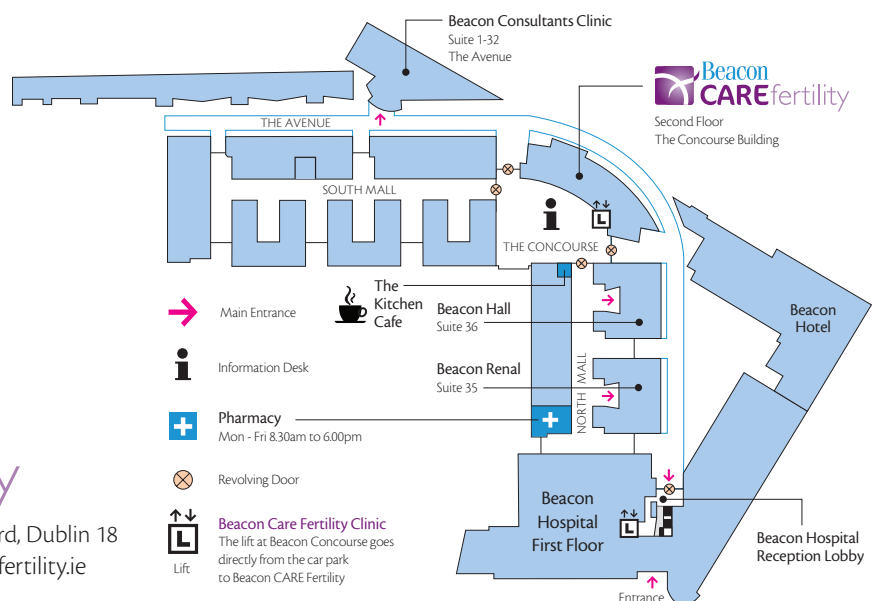 Beacon Consultants Clinic
Suite 1-32
The Avenue
Beacon
CAREfertility
Second Floor
The Concourse Building
THE AVENUE
SOUTH MALL
L
THE CONCOURSE
The
Kitchen
Cafe
Main Entrance
Beacon Hall
Suite 36
Beacon
Hotel
Information Desk
Beacon Renal
Suite 35
NORTH MALL
Pharmacy
Mon - Fri 8.30am to 6.00pm
Revolving Door
y
rd, Dublin 18
fertility.ie
L
Lift
Beacon Care Fertility Clinic
The lift at Beacon Concourse goes
directly from the car park
to Beacon CARE Fertility
Beacon
Hospital
First Floor
L
Beacon Hospital
Reception Lobby
Entrance